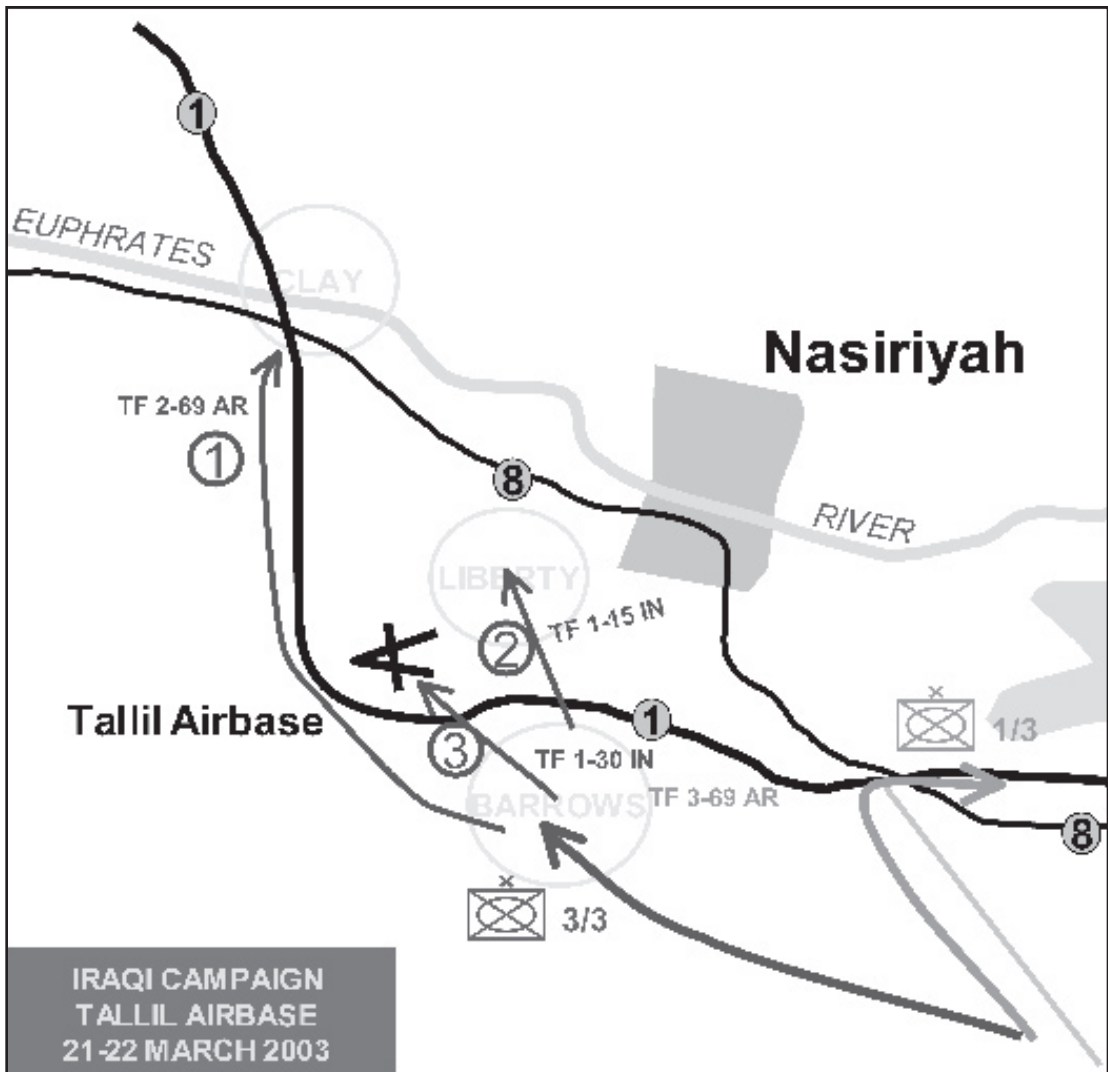 1
EUPHRATES
CLAY
Nasiriyah
TF 2-69 AR
1
8
RIVER
LIBERTY
TF 1-15 IN
2
Tallil Airbase
1
1/3
3
TF 1-30 IN
BARROWS
TF 3-69 AR
8
3/3
IRAQI CAMPAIGN
TALLIL AIRBASE
21-22 MARCH 2003